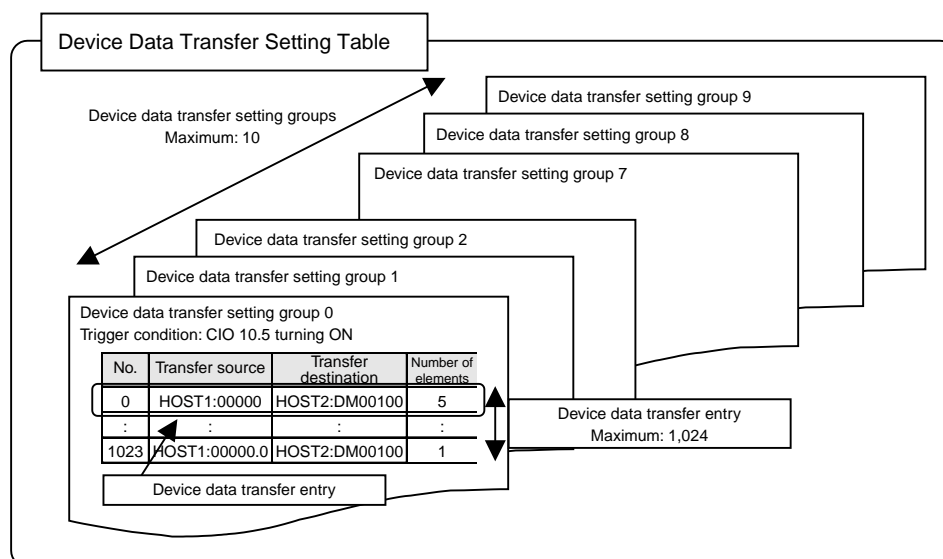 Device Data Transfer Setting Table
Device data transfer setting groups
Maximum: 10
Device data transfer setting group 9
Device data transfer setting group 8
Device data transfer setting group 7
Device data transfer setting group 2
Device data transfer setting group 1
Device data transfer setting group 0
Trigger condition: CIO 10.5 turning ON
No. Transfer source Transfer destination Number of elements
0 HOST1:00000 HOST2:DM00100 5
: : : :
1023 HOST1:00000.0 HOST2:DM00100 1
Device data transfer entry
Maximum: 1,024
Device data transfer entry